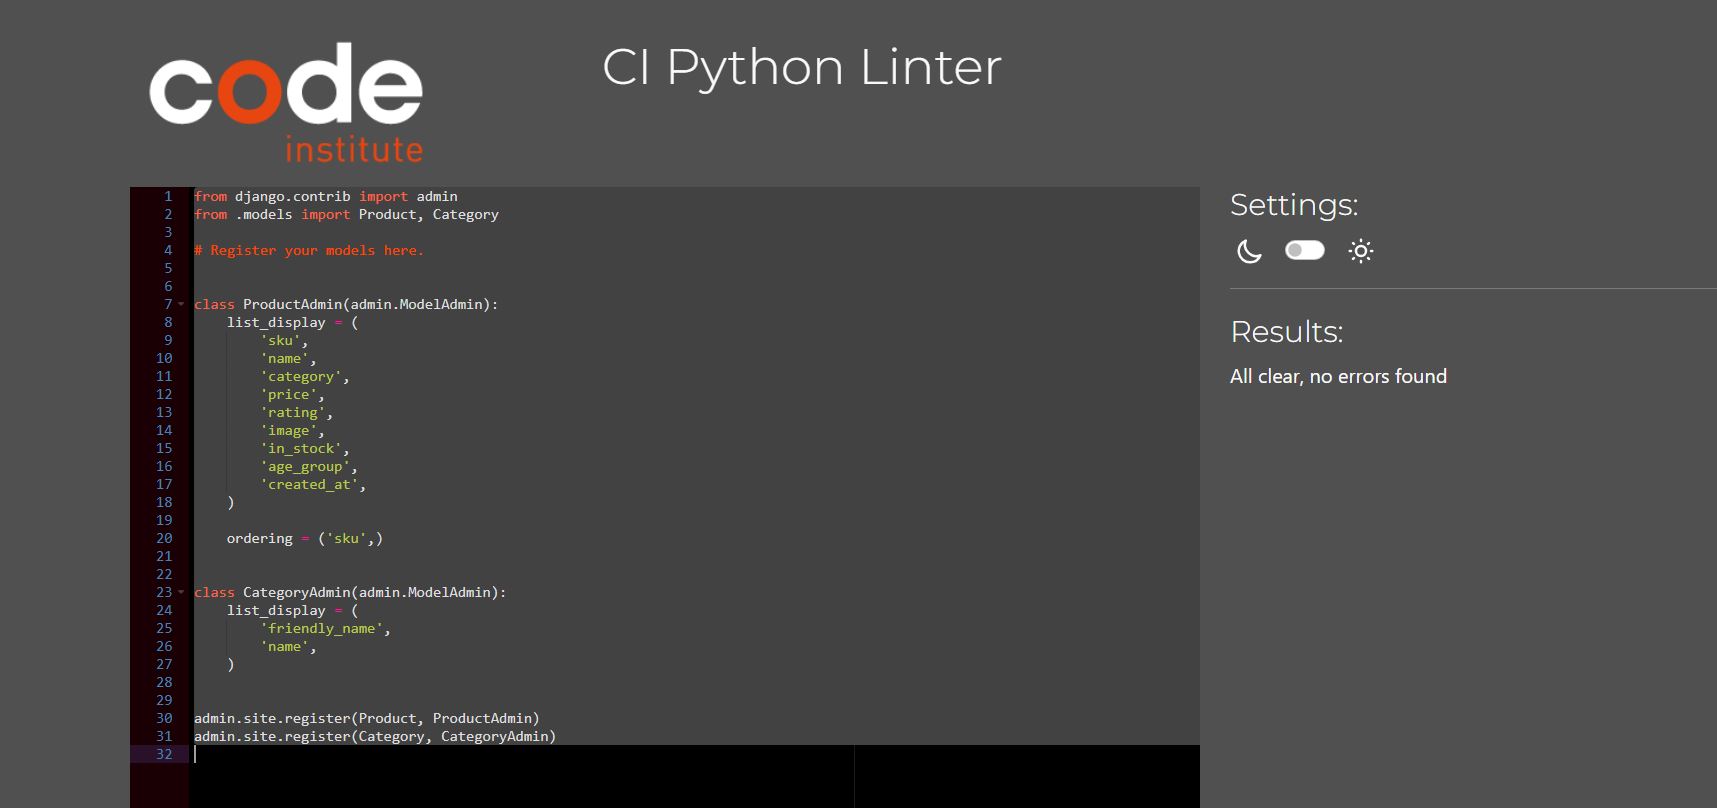 code
institute
CI Python Linter
1 from django.contrib import admin
2 from .models import Product, Category
3
4 # Register your models here.
5
6
7 class ProductAdmin(admin.ModelAdmin):
8     list_display = (
9         'sku',
10         'name',
11         'category',
12         'price',
13         'rating',
14         'image',
15         'in_stock',
16         'age_group',
17         'created_at',
18     )
19
20     ordering = ('sku',)
21
22
23 class CategoryAdmin(admin.ModelAdmin):
24     list_display = (
25         'friendly_name',
26         'name',
27     )
28
29
30 admin.site.register(Product, ProductAdmin)
31 admin.site.register(Category, CategoryAdmin)
32
Settings:
Results:
All clear, no errors found